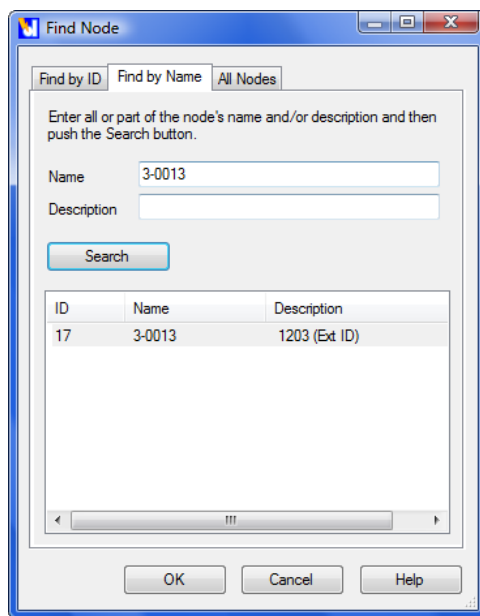 Find Node
Find by ID Find by Name All Nodes
Enter all or part of the node's name and/or description and then
push the Search button.
Name 3-0013
Description
Search
ID Name Description
17 3-0013 1203 (Ext ID)
OK Cancel Help